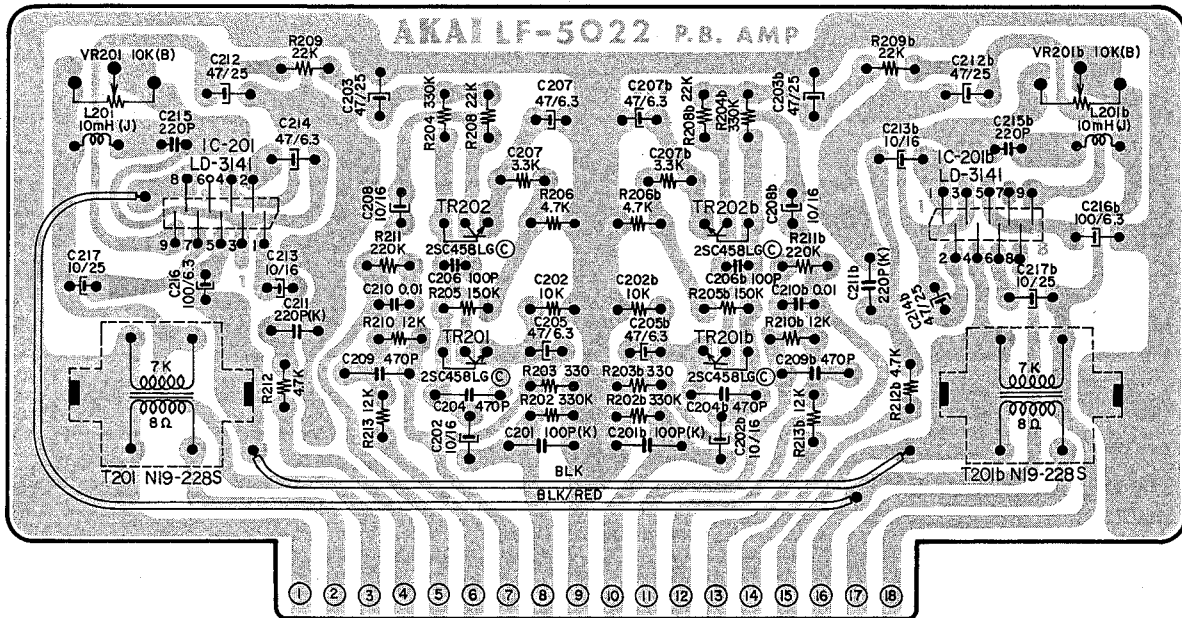 AKAI LF-5022 P.B. AMP
VR201 10K(B)
C212
47/25
R209
22K
C203
47/25
R204 330K
R208 22K
C207
47/6.3
C207b
47/6.3
R208b 22K
R204b
330K
C203b
47/25
R209b
22K
C212b
47/25
VR201b 10K(B)
L201
10mH(J)
C215
220P
C214
47/6.3
IC-201
LD-3141
8 6 4 2
9 7 5 3 1
C207
3.3K
C207b
3.3K
C213b
10/16
C215b
220P
L201b
10mH(J)
IC-201b
LD-3141
1 3 5 7 9
2 4 6 8
C208
10/16
TR202
2SC458LG C
R206
4.7K
R206b
4.7K
TR202b
2SC458LG C
C208b
10/16
C216b
100/6.3
C217
10/25
C216
100/6.3
C213
10/16
C211
220P(K)
R211
220K
C206 100P
C210 0.01
R205 150K
C202
10K
C202b
10K
C206b 100P
R205b 150K
R211b
220K
C210b 0.01
C211b
220P(K)
C214b
47/25
C217b
10/25
R210 12K
TR201
2SC458LG C
C205
47/6.3
C205b
47/6.3
TR201b
2SC458LG C
R210b 12K
7K
8Ω
T201 N19-228S
R212
4.7K
C209 470P
R213 12K
C204 470P
C202
10/16
R203 330
R202 330K
C201 100P(K)
R203b 330
R202b 330K
C201b 100P(K)
C204b 470P
C202b
10/16
C209b 470P
R213b 12K
R212b 4.7K
7K
8Ω
T201b N19-228S
BLK
BLK/RED
1 2 3 4 5 6 7 8 9 10 11 12 13 14 15 16 17 18